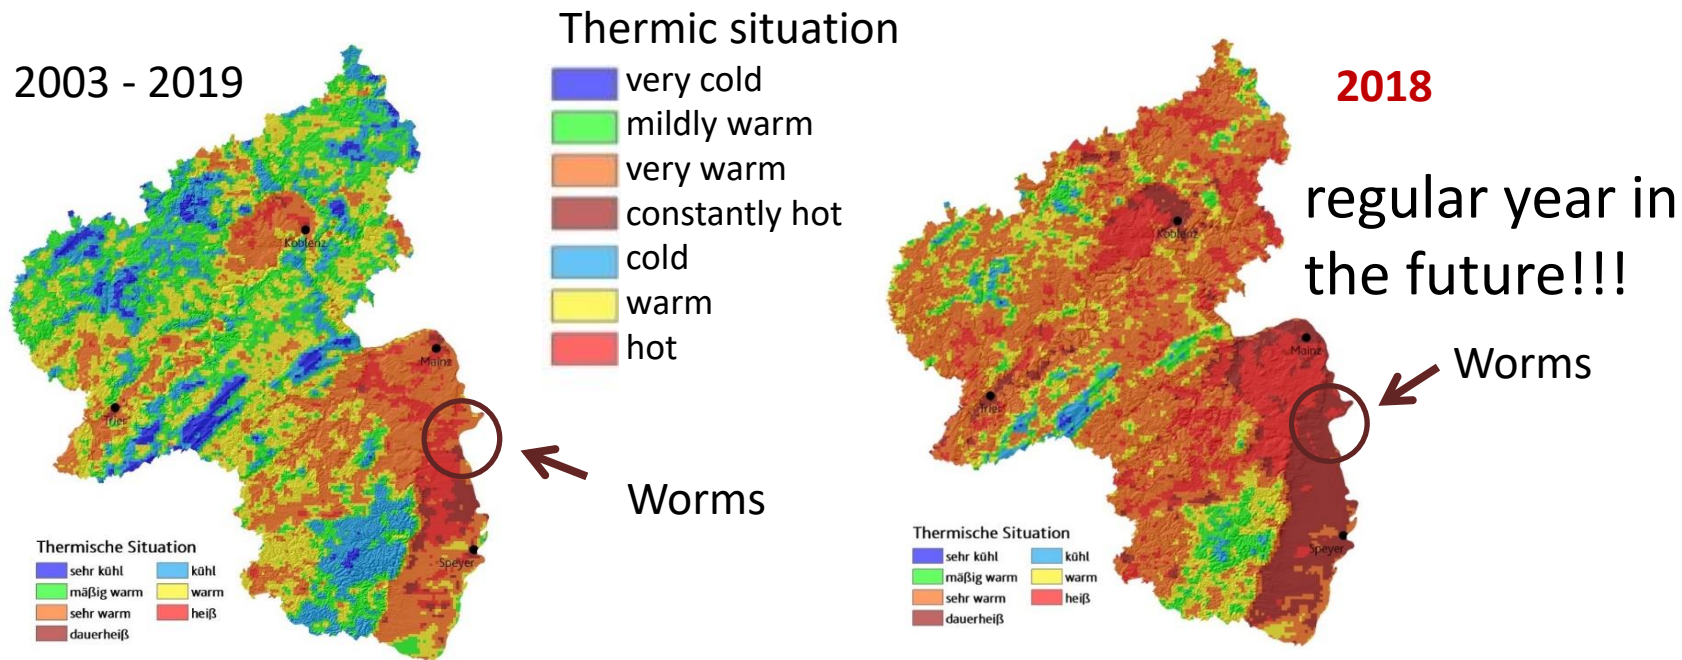 2003 - 2019
Thermic situation
very cold
mildly warm
very warm
constantly hot
cold
warm
hot
2018
regular year in
the future!!!
Worms
Worms
Koblenz
Mainz
Trier
Speyer
Thermische Situation
sehr kühl
kühl
mäßig warm
warm
sehr warm
heiß
dauerheiß
Koblenz
Mainz
Trier
Speyer
Thermische Situation
sehr kühl
kühl
mäßig warm
warm
sehr warm
heiß
dauerheiß